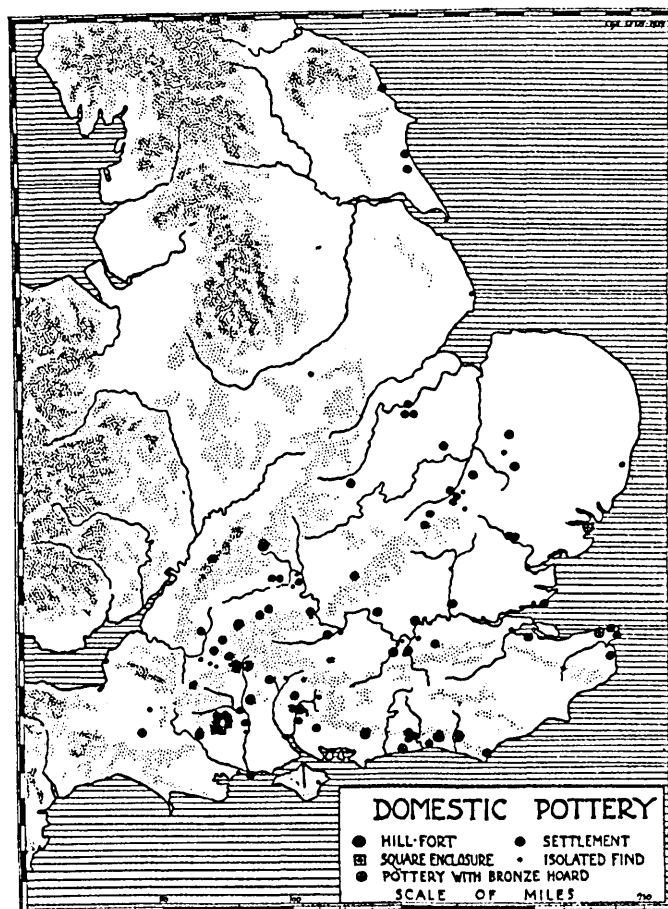 DOMESTIC POTTERY
HILL-FORT SETTLEMENT
SQUARE ENCLOSURE ISOLATED FIND
POTTERY WITH BRONZE HOARD
SCALE OF MILES